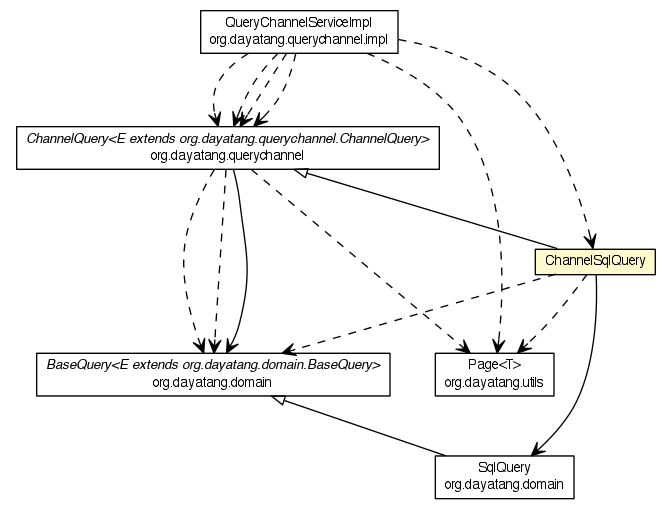 QueryChannelServiceImpl
org.dayatang.querychannel.impl
ChannelQuery<E extends org.dayatang.querychannel.ChannelQuery>
org.dayatang.querychannel
ChannelSqlQuery
BaseQuery<E extends org.dayatang.domain.BaseQuery>
org.dayatang.domain
Page<T>
org.dayatang.utils
SqlQuery
org.dayatang.domain